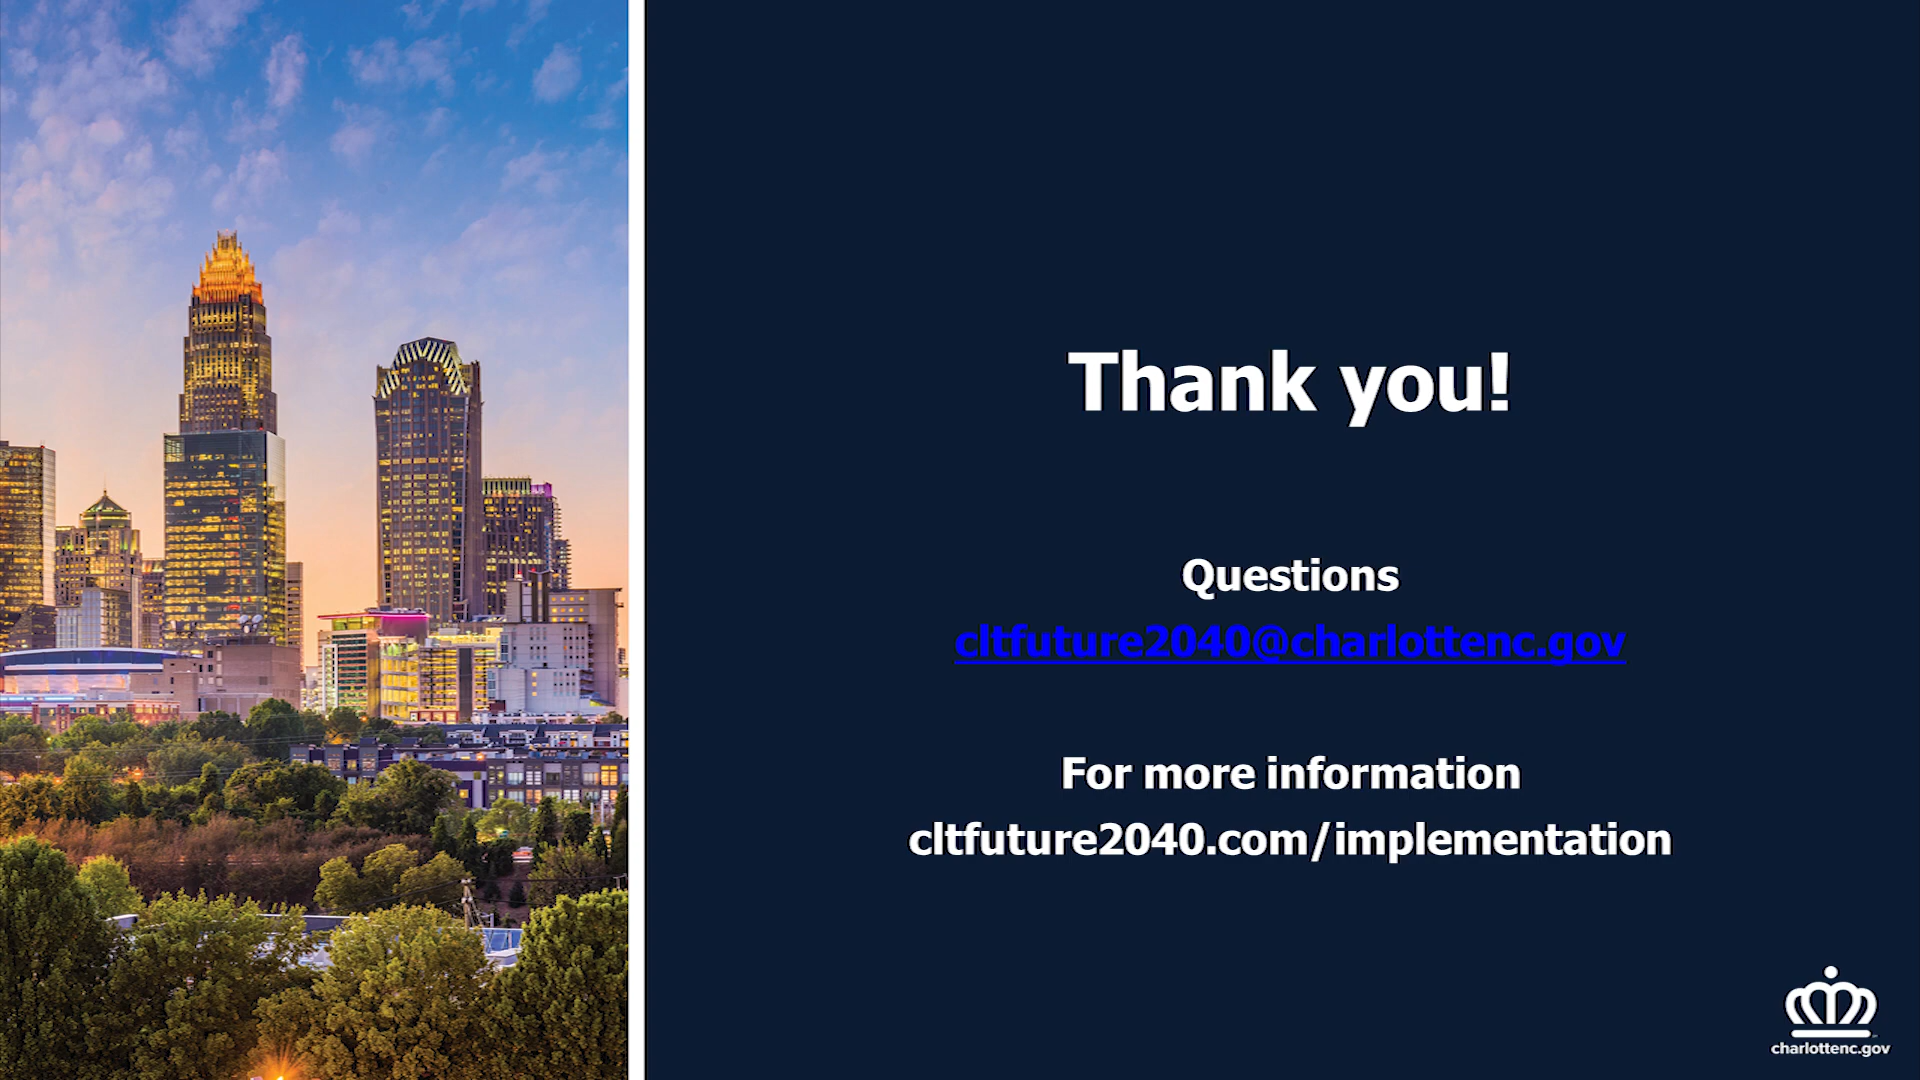 Thank you!
Questions
cltfuture2040@charlottenc.gov
For more information
cltfuture2040.com/implementation
charlottenc.gov